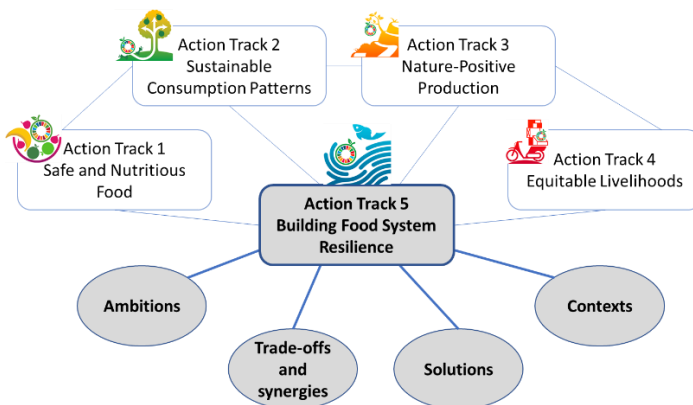 Action Track 2
Sustainable
Consumption Patterns
Action Track 3
Nature-Positive
Production
Action Track 1
Safe and Nutritious
Food
Action Track 4
Equitable Livelihoods
Action Track 5
Building Food System
Resilience
Ambitions
Trade-offs
and
synergies
Solutions
Contexts